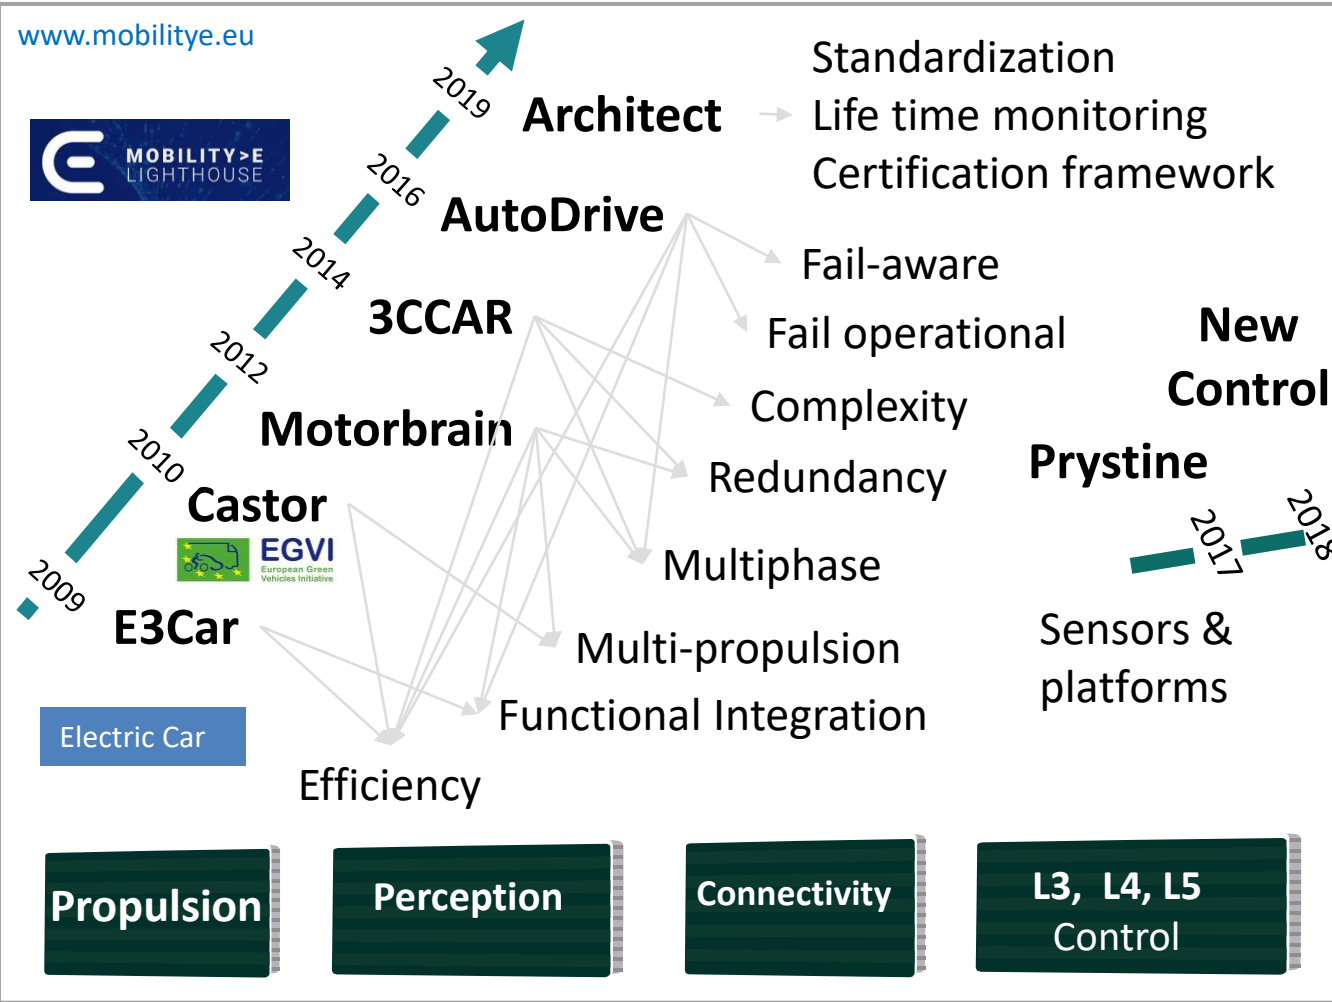 www.mobilitye.eu
2019
Architect
Standardization
Life time monitoring
Certification framework
MOBILITY>E
LIGHTHOUSE
2016
AutoDrive
2014
Fail-aware
3CCAR
Fail operational
New
Control
2012
Complexity
Motorbrain
2010
Redundancy
Prystine
Castor
2017
2018
EGVI
European Green
Vehicles Initiative
Multiphase
2009
E3Car
Multi-propulsion
Sensors &
platforms
Functional Integration
Electric Car
Efficiency
Propulsion
Perception
Connectivity
L3, L4, L5
Control